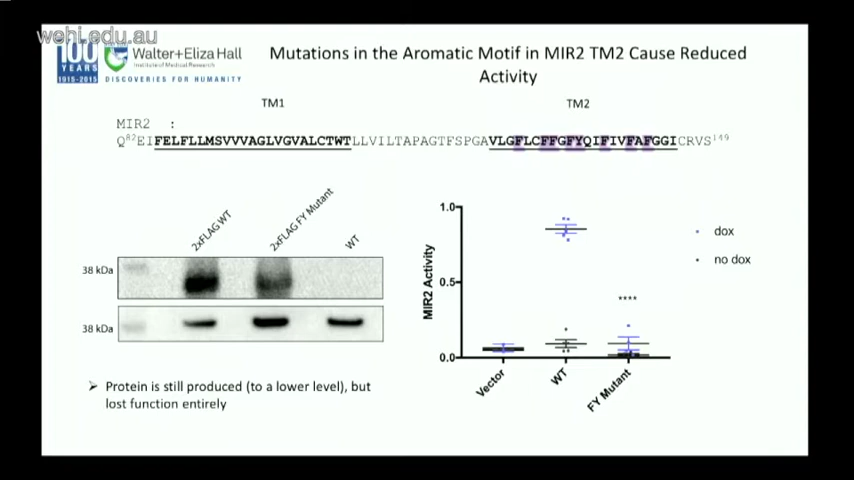 wehi.edu.au
100
YEARS
1915-2015
Walter+Eliza Hall
Institute of Medical Research
DISCOVERIES FOR HUMANITY
Mutations in the Aromatic Motif in MIR2 TM2 Cause Reduced
Activity
TM1
TM2
MIR2 :
Q82EIFELFLLMSVVVAGLVGVALCTWTLLVILTAPAGTFSPGAVLGFLCFFGFYQIFIVFAFGGICRVS149
2xFLAG WT
2xFLAG FY Mutant
WT
38 kDa
38 kDa
Protein is still produced (to a lower level), but
lost function entirely
MIR2 Activity
1.0
0.5
0.0
****
Vector
WT
FY Mutant
dox
no dox